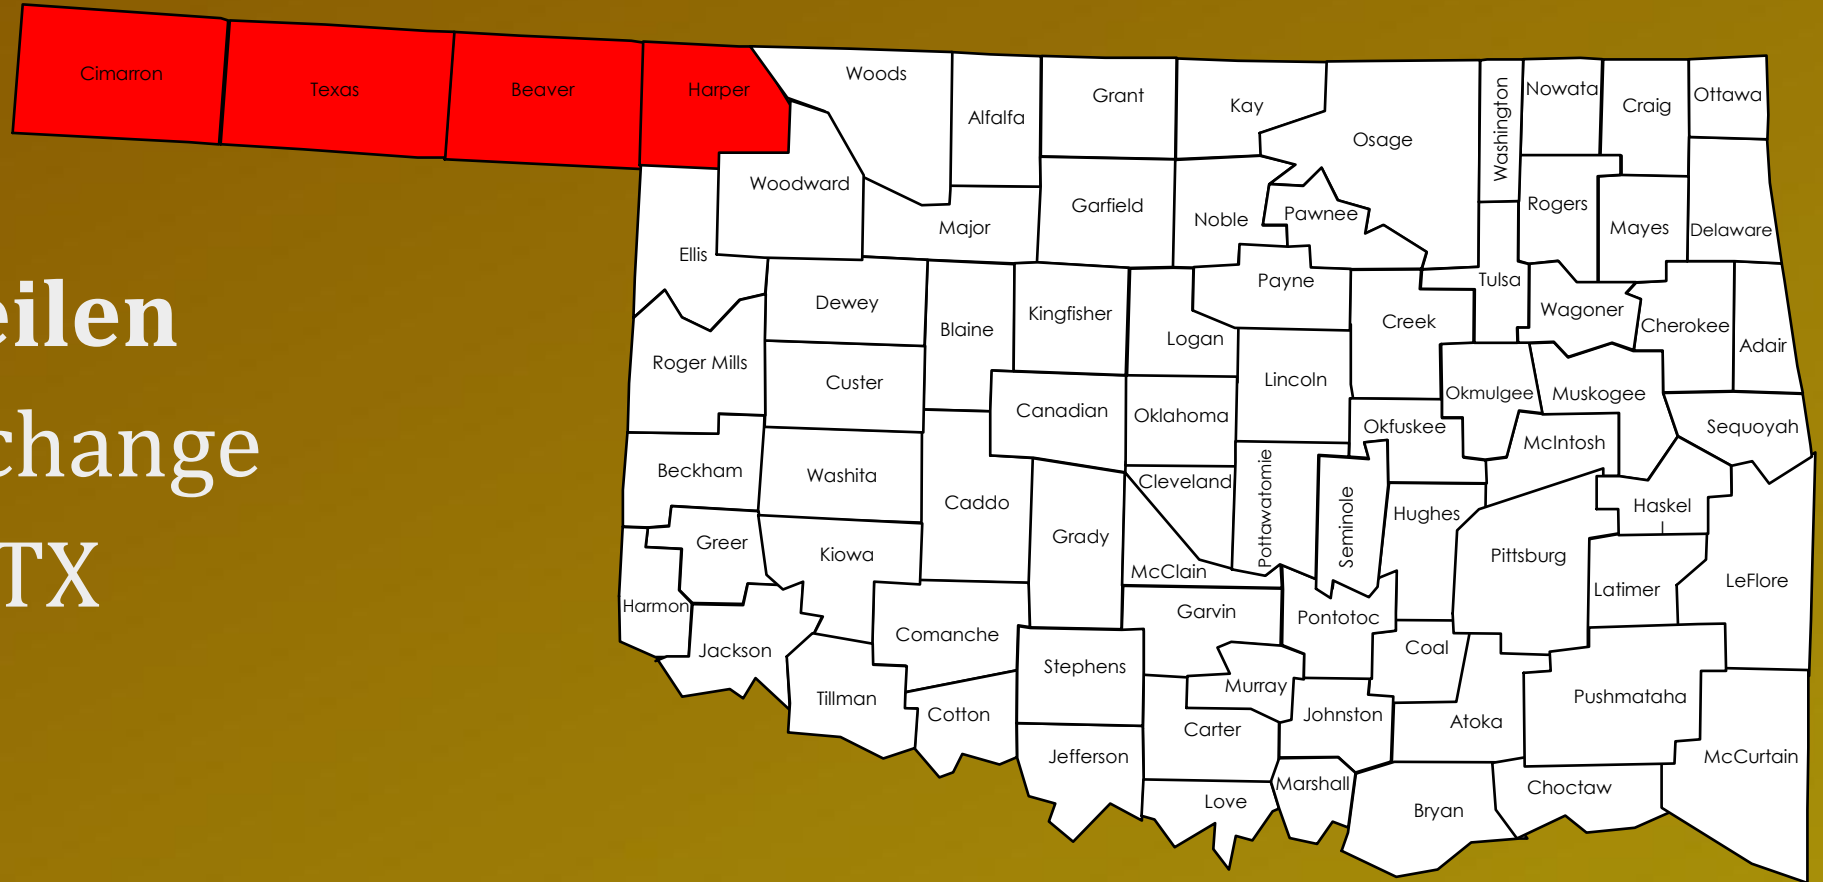 Cimarron
Texas
Beaver
Harper
Woods
Alfalfa
Grant
Kay
Osage
Washington
Nowata
Craig
Ottawa
Woodward
Major
Garfield
Noble
Pawnee
Rogers
Mayes
Delaware
Ellis
Dewey
Blaine
Kingfisher
Logan
Payne
Creek
Tulsa
Wagoner
Cherokee
Adair
eilen
Roger Mills
Custer
Canadian
Oklahoma
Lincoln
Okmulgee
Muskogee
Okfuskee
McIntosh
Sequoyah
change
Beckham
Washita
Caddo
Grady
Cleveland
Pottawatomie
Seminole
Hughes
Haskel
l
Pittsburg
Latimer
LeFlore
TX
Greer
Kiowa
McClain
Harmon
Jackson
Comanche
Stephens
Garvin
Pontotoc
Coal
Murray
Tillman
Cotton
Jefferson
Carter
Johnston
Atoka
Pushmataha
McCurtain
Love
Marshall
Bryan
Choctaw